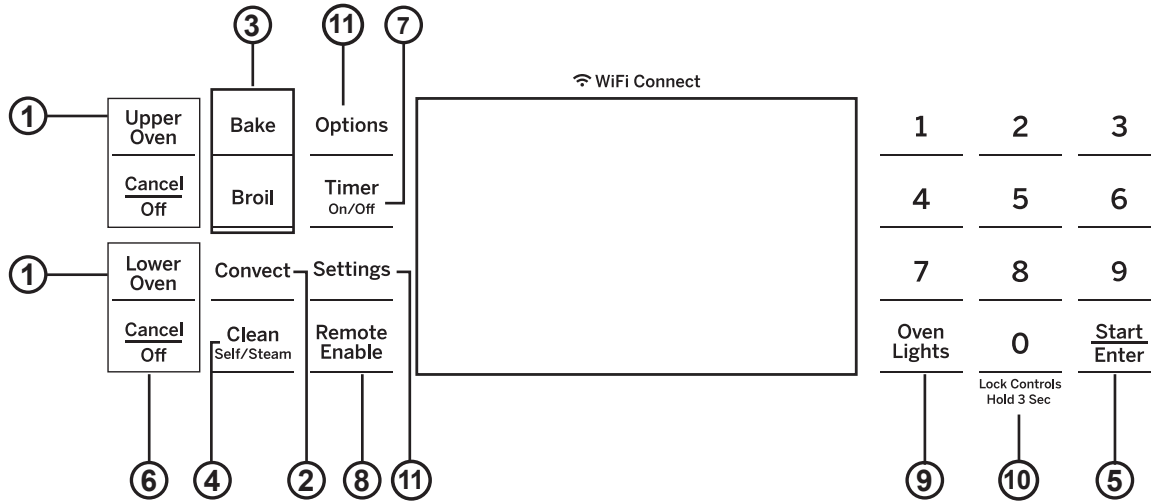 3
11
7
WiFi Connect
1
Upper
Oven
Bake
Options
1
2
3
Cancel
Off
Broil
Timer
On/Off
4
5
6
1
Lower
Oven
Convect
Settings
7
8
9
Cancel
Off
Clean
Self/Steam
Remote
Enable
Oven
Lights
0
Start
Enter
Lock Controls
Hold 3 Sec
6
4
2
8
11
9
10
5